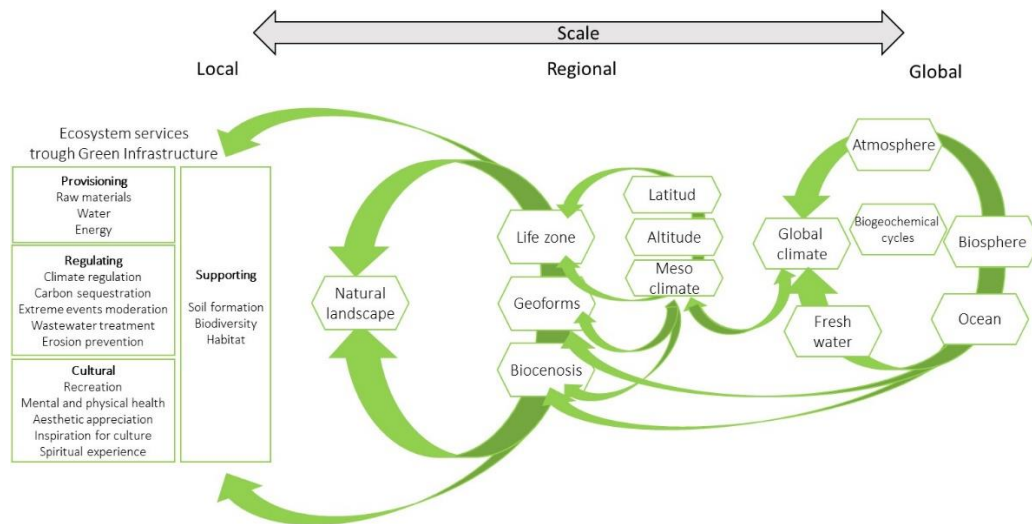 Scale
Local
Regional
Global
Ecosystem services
trough Green Infrastructure
Provisioning
Raw materials
Water
Energy
Regulating
Climate regulation
Carbon sequestration
Extreme events moderation
Wastewater treatment
Erosion prevention
Cultural
Recreation
Mental and physical health
Aesthetic appreciation
Inspiration for culture
Spiritual experience
Supporting
Soil formation
Biodiversity
Habitat
Natural
landscape
Life zone
Geoforms
Biocenosis
Latitud
Altitude
Meso
climate
Global
climate
Atmosphere
Biogeochemical
cycles
Biosphere
Fresh
water
Ocean